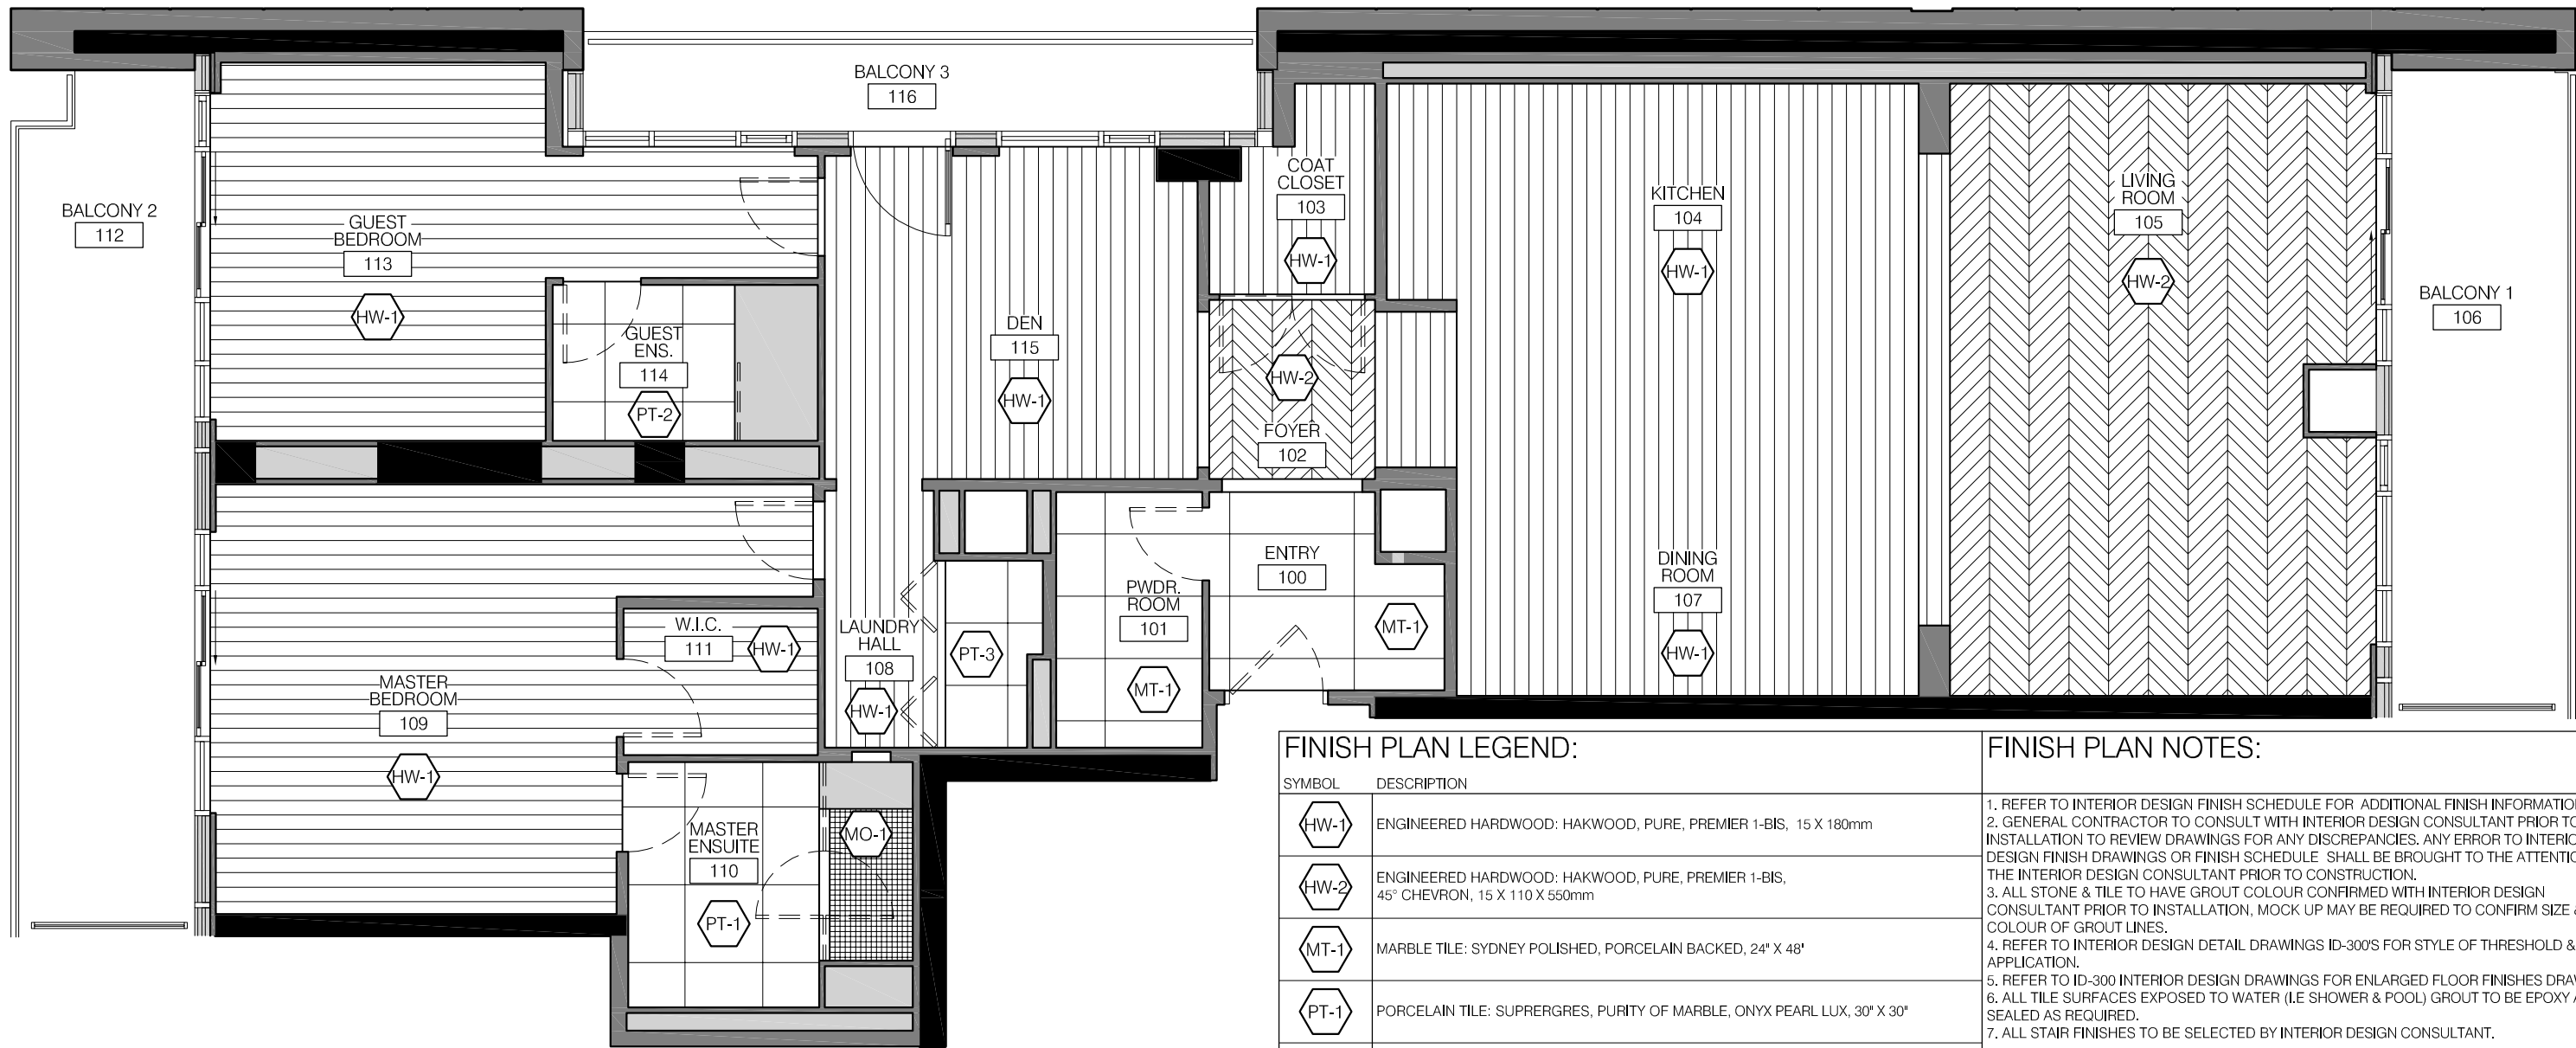 BALCONY 3
116
BALCONY 2
112
GUEST
BEDROOM
113
HW-1
GUEST
ENS.
114
PT-2
DEN
115
HW-1
COAT
CLOSET
103
HW-1
HW-2
FOYER
102
KITCHEN
104
HW-1
LIVING
ROOM
105
HW-2
BALCONY 1
106
ENTRY
100
MT-1
PWDR.
ROOM
101
MT-1
DINING
ROOM
107
HW-1
W.I.C.
111
HW-1
LAUNDRY
HALL
108
HW-1
PT-3
MASTER
BEDROOM
109
HW-1
MASTER
ENSUITE
110
PT-1
MO-1
FINISH PLAN LEGEND:
SYMBOL DESCRIPTION
HW-1 ENGINEERED HARDWOOD: HAKWOOD, PURE, PREMIER 1-BIS, 15 X 180mm
HW-2 ENGINEERED HARDWOOD: HAKWOOD, PURE, PREMIER 1-BIS,
45° CHEVRON, 15 X 110 X 550mm
MT-1 MARBLE TILE: SYDNEY POLISHED, PORCELAIN BACKED, 24" X 48"
PT-1 PORCELAIN TILE: SUPRERGRES, PURITY OF MARBLE, ONYX PEARL LUX, 30" X 30"
FINISH PLAN NOTES:
1. REFER TO INTERIOR DESIGN FINISH SCHEDULE FOR ADDITIONAL FINISH INFORMATIO
2. GENERAL CONTRACTOR TO CONSULT WITH INTERIOR DESIGN CONSULTANT PRIOR TO
INSTALLATION TO REVIEW DRAWINGS FOR ANY DISCREPANCIES. ANY ERROR TO INTERIO
DESIGN FINISH DRAWINGS OR FINISH SCHEDULE SHALL BE BROUGHT TO THE ATTENTIO
THE INTERIOR DESIGN CONSULTANT PRIOR TO CONSTRUCTION.
3. ALL STONE & TILE TO HAVE GROUT COLOUR CONFIRMED WITH INTERIOR DESIGN
CONSULTANT PRIOR TO INSTALLATION, MOCK UP MAY BE REQUIRED TO CONFIRM SIZE &
COLOUR OF GROUT LINES.
4. REFER TO INTERIOR DESIGN DETAIL DRAWINGS ID-300'S FOR STYLE OF THRESHOLD &
APPLICATION.
5. REFER TO ID-300 INTERIOR DESIGN DRAWINGS FOR ENLARGED FLOOR FINISHES DRA
6. ALL TILE SURFACES EXPOSED TO WATER (I.E SHOWER & POOL) GROUT TO BE EPOXY
SEALED AS REQUIRED.
7. ALL STAIR FINISHES TO BE SELECTED BY INTERIOR DESIGN CONSULTANT.